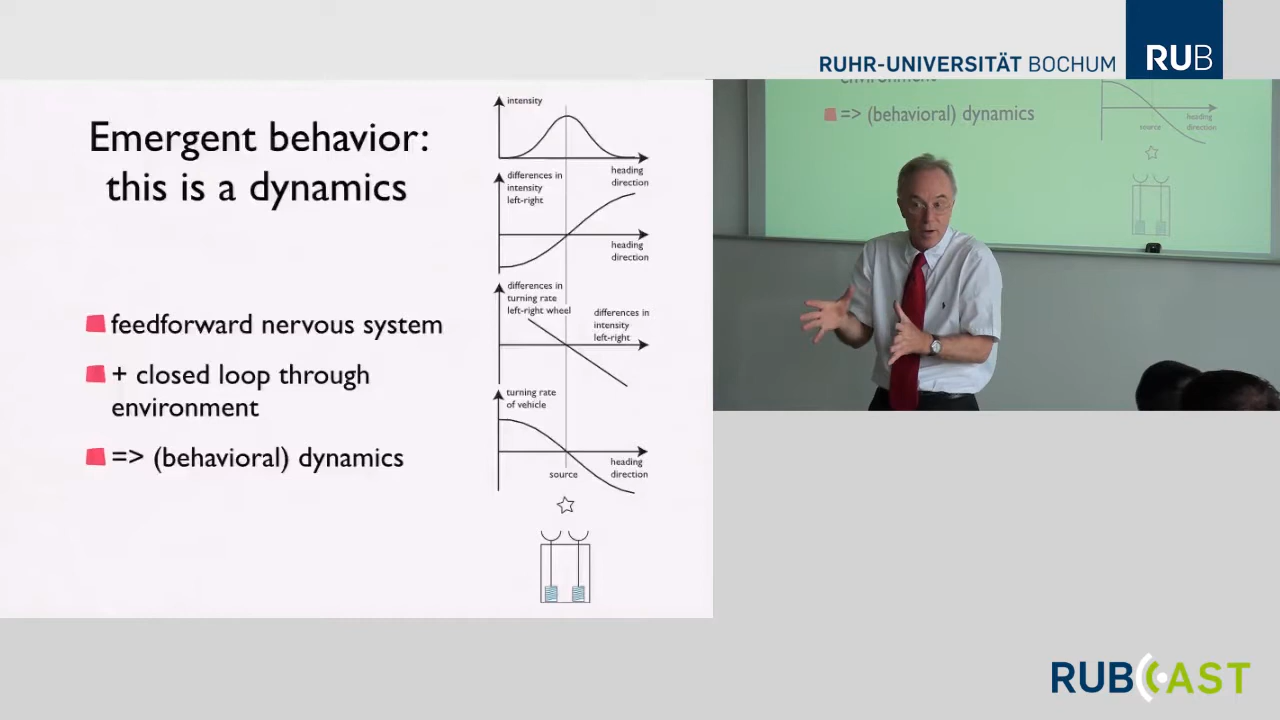 RUHR-UNIVERSITÄT BOCHUM
RUB
Emergent behavior:
this is a dynamics
feedforward nervous system
+ closed loop through
environment
=> (behavioral) dynamics
intensity
heading
direction
differences in
intensity
left-right
heading
direction
differences in
turning rate
left-right wheel
differences in
intensity
left-right
turning rate
of vehicle
source
heading
direction
environment
=> (behavioral) dynamics
source
heading
direction
RUBCAST